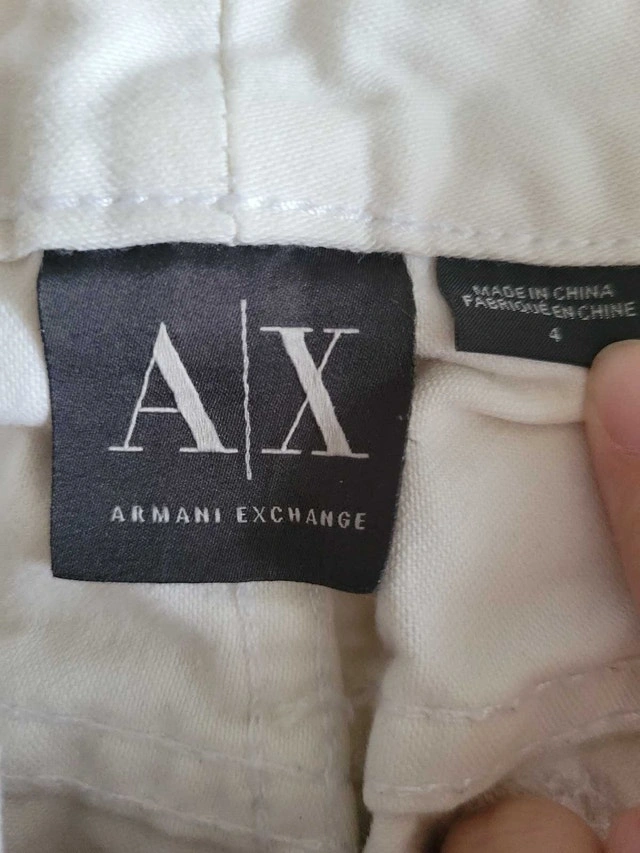 A|X
ARMANI EXCHANGE
MADE IN CHINA
FABRIQUÉ EN CHINE
4